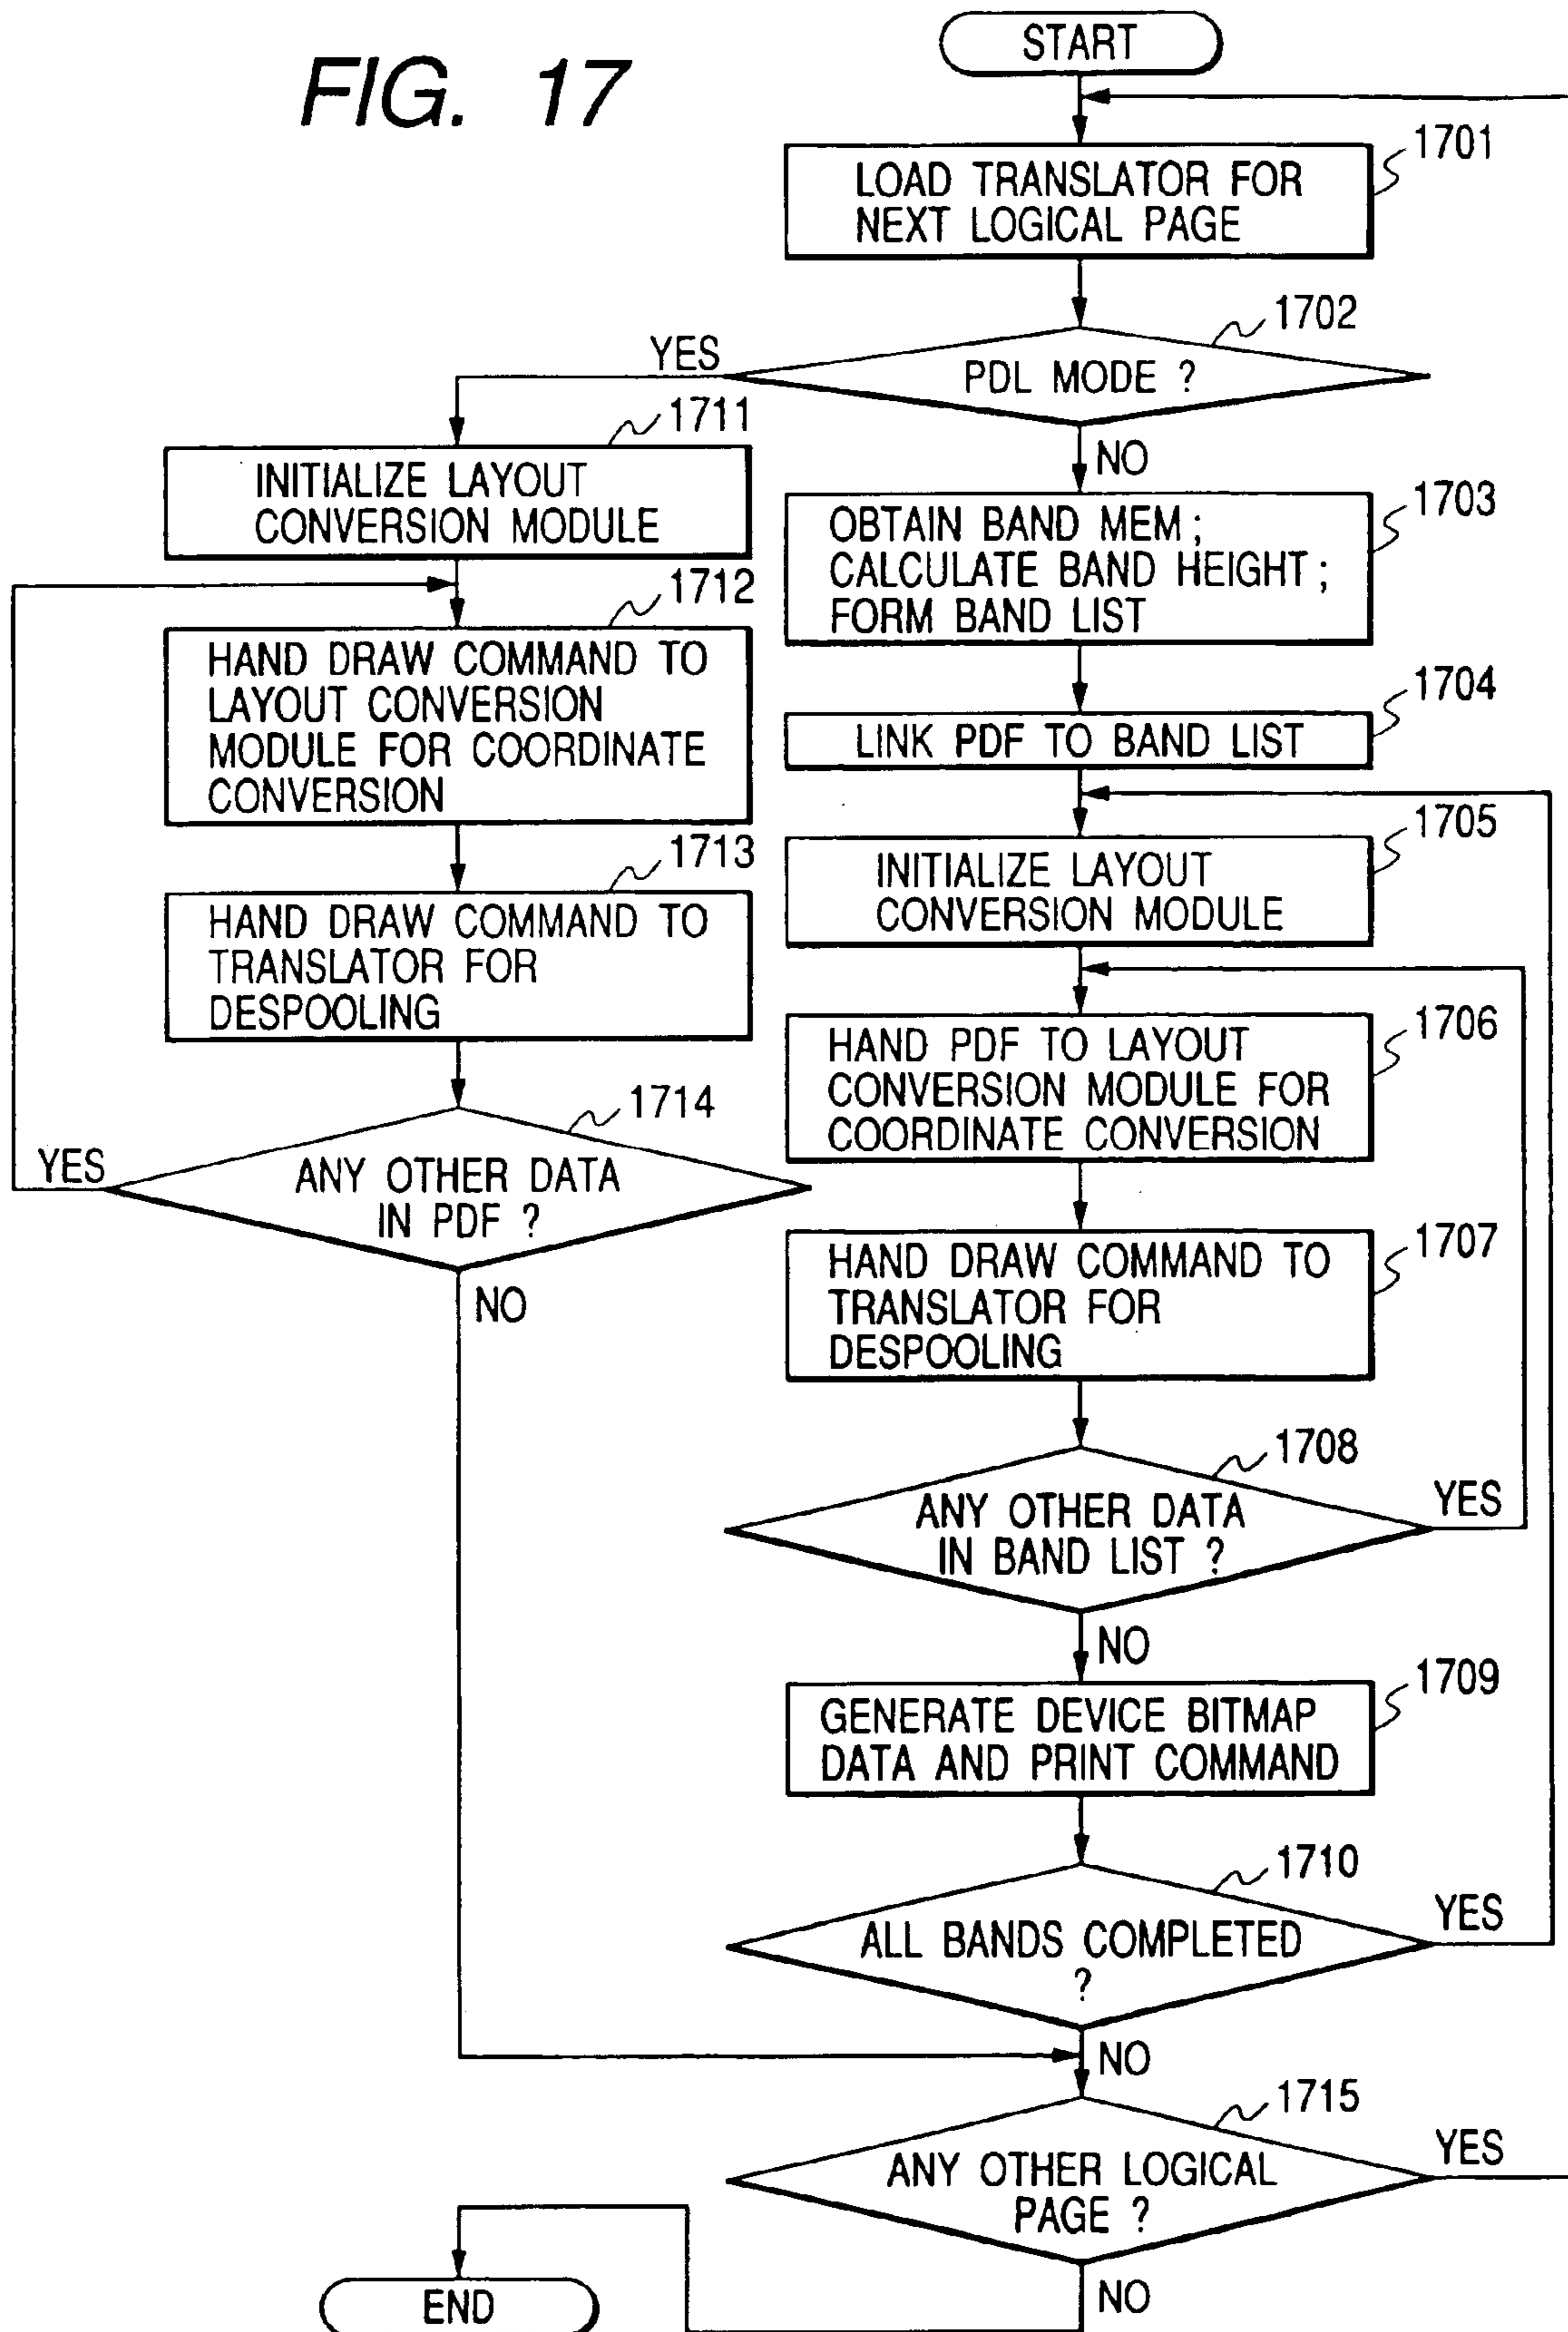 FIG. 17
START
1701
LOAD TRANSLATOR FOR
NEXT LOGICAL PAGE
1702
YES
PDL MODE ?
NO
1711
INITIALIZE LAYOUT
CONVERSION MODULE
1703
OBTAIN BAND MEM ;
CALCULATE BAND HEIGHT ;
FORM BAND LIST
1712
HAND DRAW COMMAND TO
LAYOUT CONVERSION
MODULE FOR COORDINATE
CONVERSION
1704
LINK PDF TO BAND LIST
1713
HAND DRAW COMMAND TO
TRANSLATOR FOR
DESPOOLING
1705
INITIALIZE LAYOUT
CONVERSION MODULE
1714
YES
ANY OTHER DATA
IN PDF ?
NO
1706
HAND PDF TO LAYOUT
CONVERSION MODULE FOR
COORDINATE CONVERSION
1707
HAND DRAW COMMAND TO
TRANSLATOR FOR
DESPOOLING
1708
ANY OTHER DATA
IN BAND LIST ?
YES
NO
1709
GENERATE DEVICE BITMAP
DATA AND PRINT COMMAND
1710
ALL BANDS COMPLETED
?
YES
NO
1715
ANY OTHER LOGICAL
PAGE ?
YES
NO
END